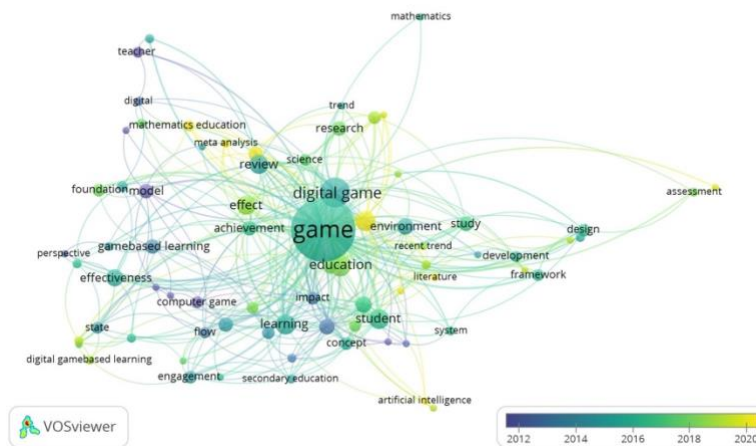 mathematics
teacher
digital
trend
mathematics education
research
meta analysis
science
review
foundation
model
digital game
assessment
effect
achievement
game
environment
study
design
perspective
gamebased learning
recent trend
development
effectiveness
education
literature
framework
computer game
impact
state
flow
learning
student
system
digital gamebased learning
concept
engagement
secondary education
artificial intelligence
VOSviewer
2012 2014 2016 2018 2020